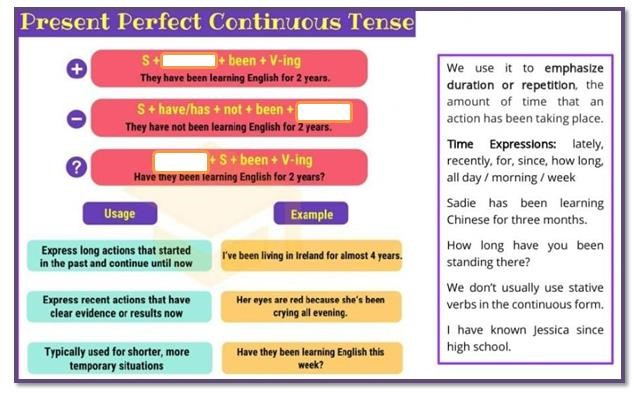 Present Perfect Continuous Tense
+
S + + been + V-ing
They have been learning English for 2 years.
−
S + have/has + not + been +
They have not been learning English for 2 years.
?
+ S + been + V-ing
Have they been learning English for 2 years?
Usage
Example
Express long actions that started
in the past and continue until now
I've been living in Ireland for almost 4 years.
Express recent actions that have
clear evidence or results now
Her eyes are red because she's been
crying all evening.
Typically used for shorter, more
temporary situations
Have they been learning English this
week?
We use it to emphasize
duration or repetition, the
amount of time that an
action has been taking place.
Time Expressions: lately,
recently, for, since, how long,
all day / morning / week
Sadie has been learning
Chinese for three months.
How long have you been
standing there?
We don't usually use stative
verbs in the continuous form.
I have known Jessica since
high school.